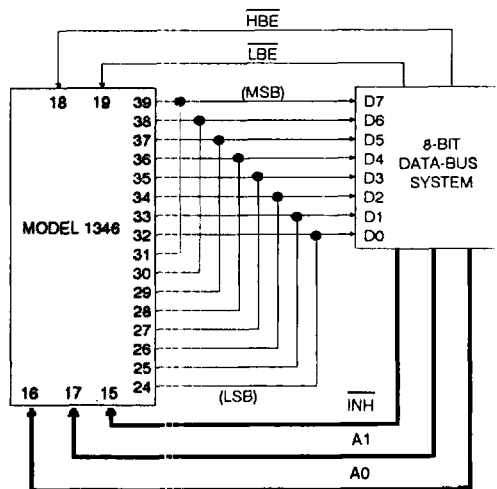 HBE
LBE
18 19
39 (MSB) D7
38 D6
37 D5
36 D4
35 D3
34 D2
33 D1
32 D0
31
30
29
28
27
26
25
24 (LSB)
MODEL 1346
8-BIT
DATA-BUS
SYSTEM
16 17 15
INH
A1
A0